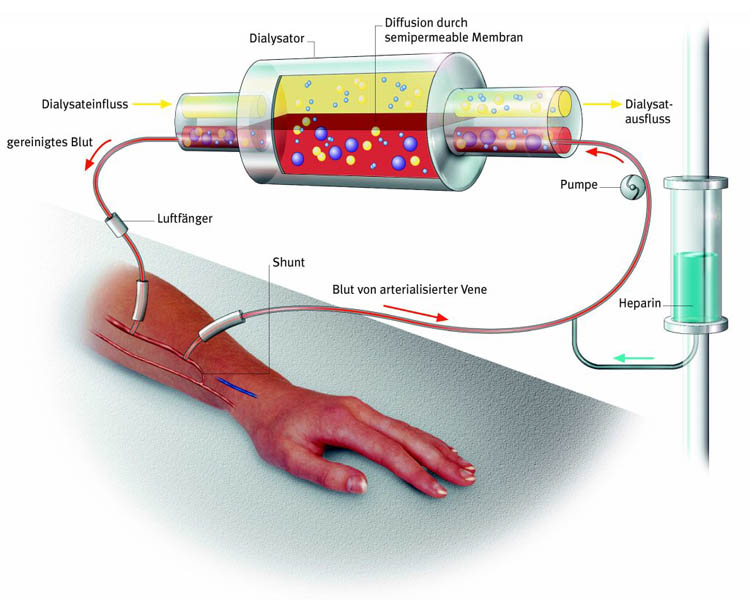 Diffusion durch
semipermeable Membran
Dialysator
Dialysateinfluss
Dialysat-
ausfluss
gereinigtes Blut
Pumpe
Luftfänger
Shunt
Blut von arterialisierter Vene
Heparin